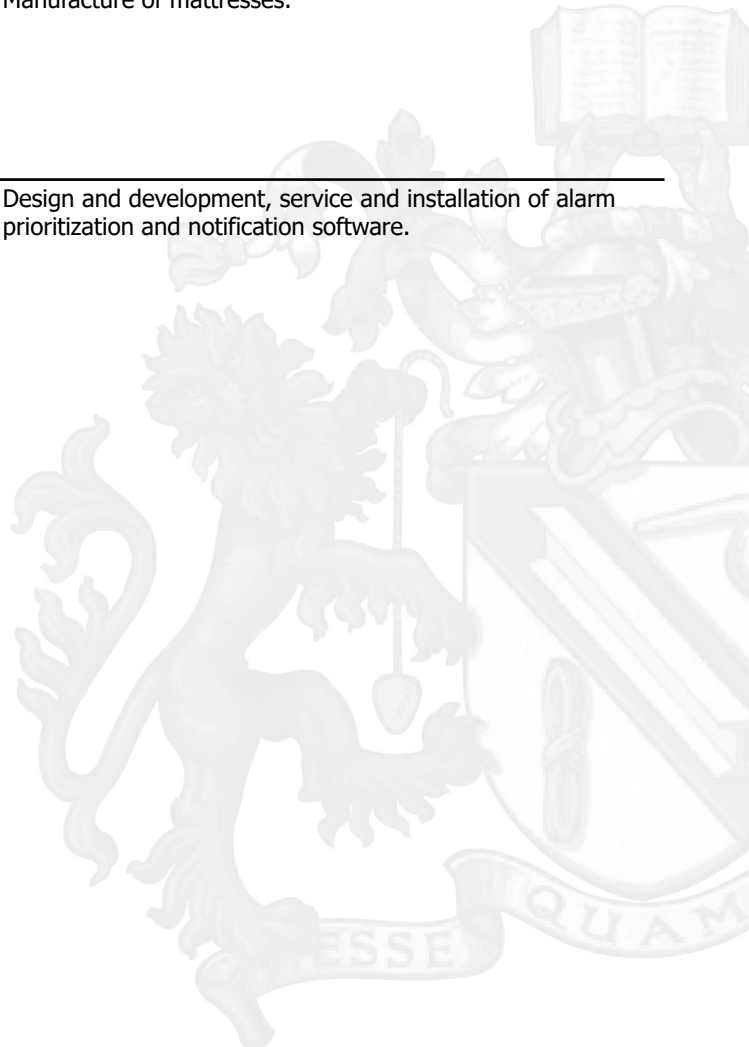 Manufacture of mattresses.
Design and development, service and installation of alarm
prioritization and notification software.
ESSE
QUAM